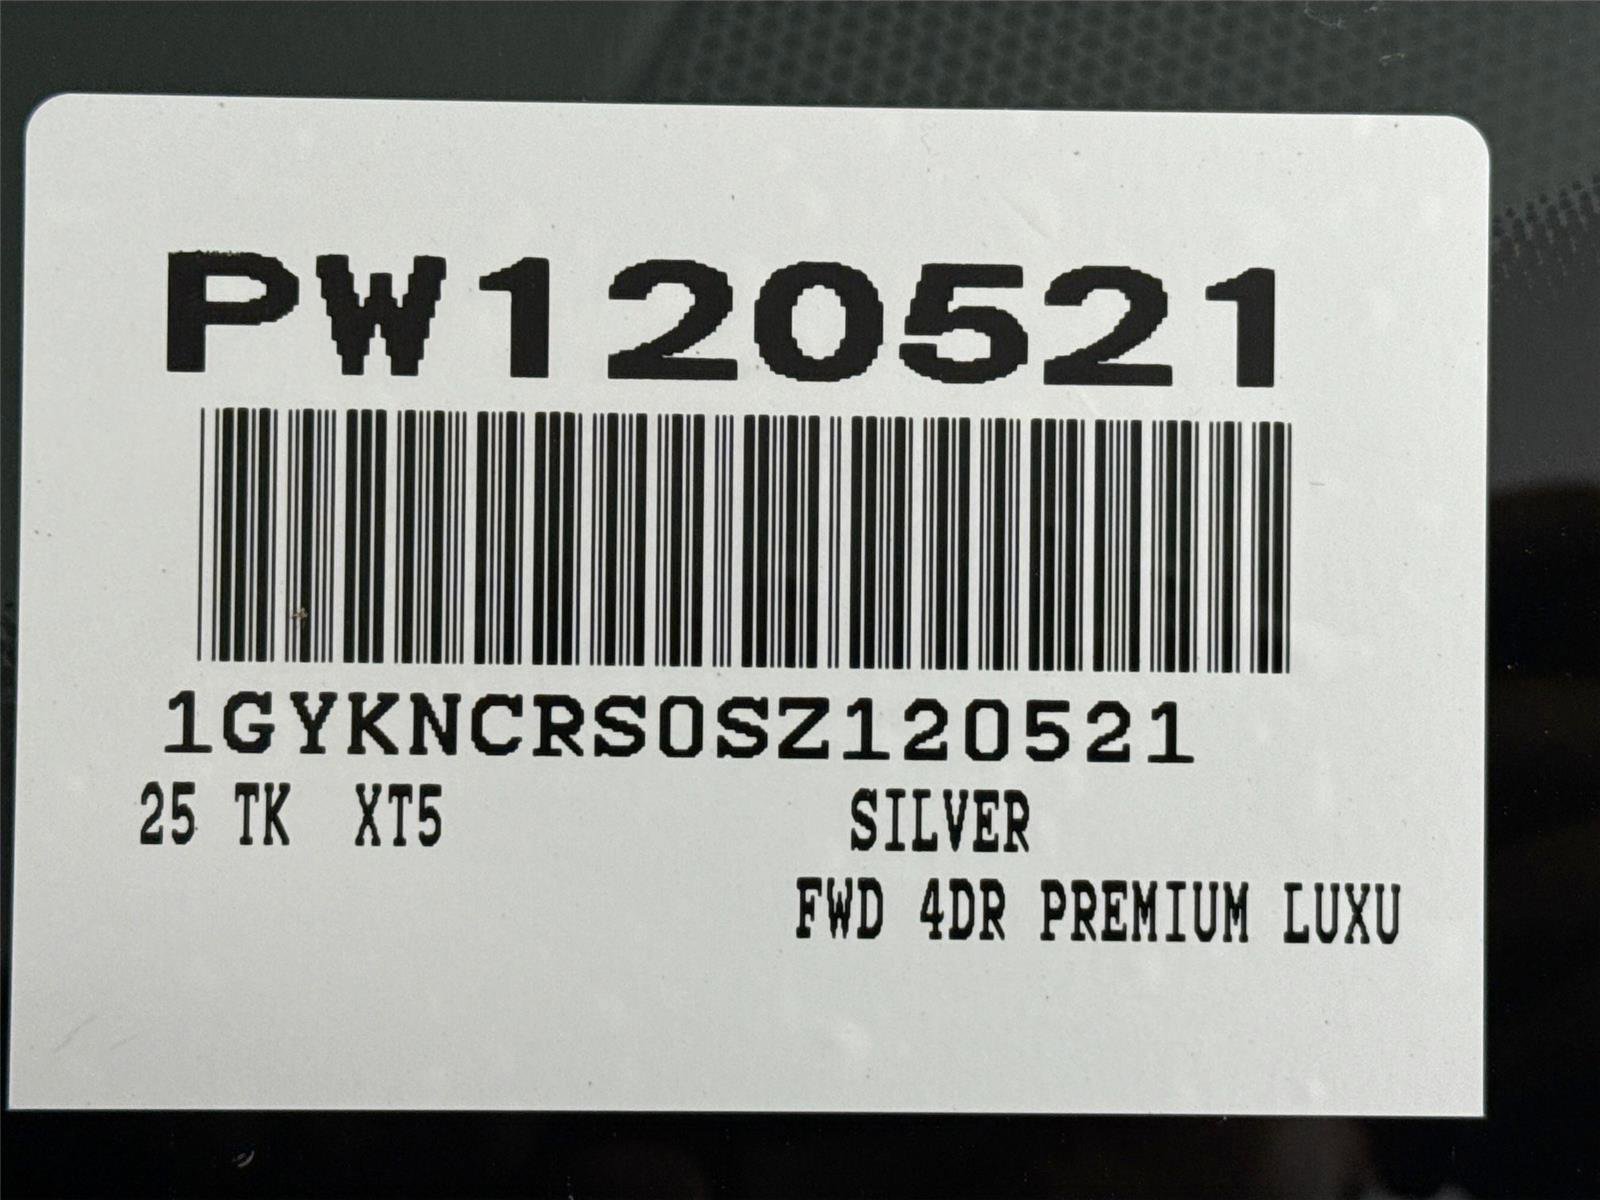 PW120521
1GYKNCRS0SZ120521
25 TK XT5 SILVER
FWD 4DR PREMIUM LUXU